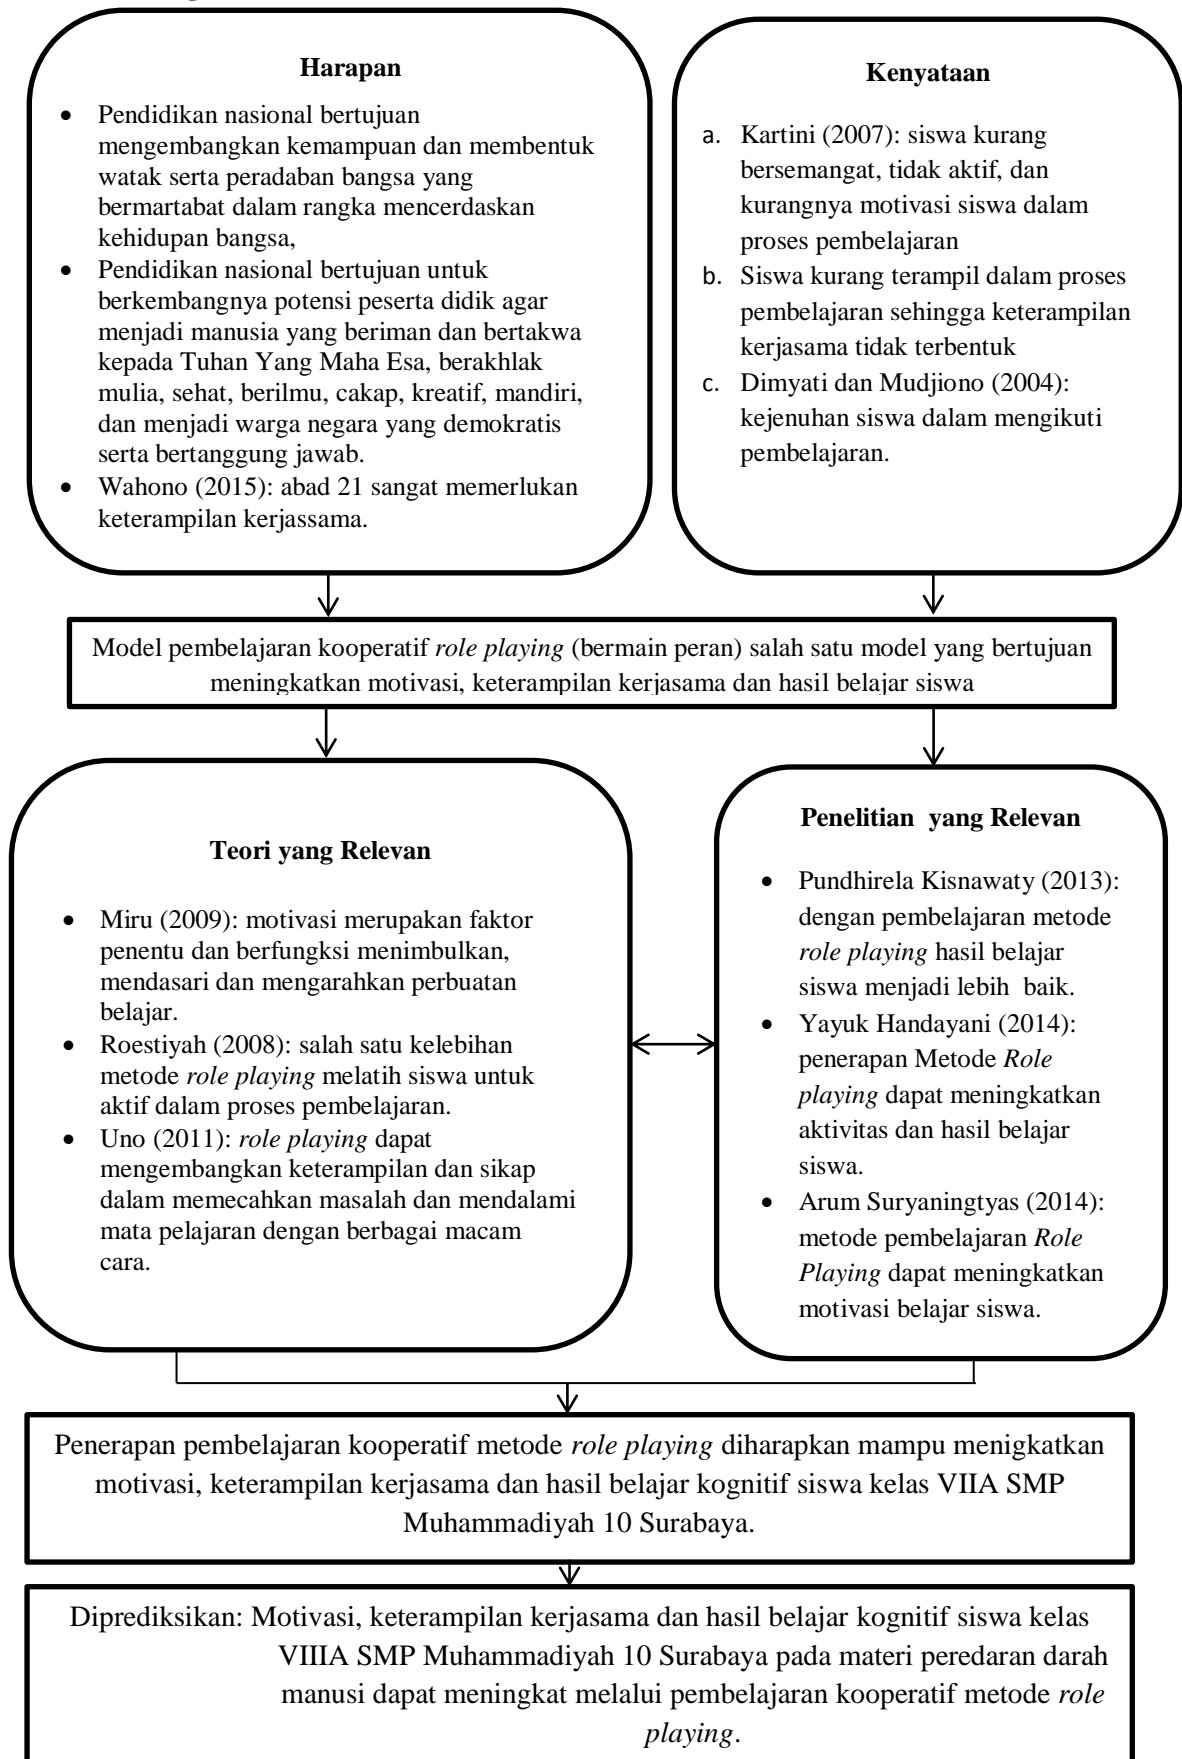 Harapan
• Pendidikan nasional bertujuan
mengembangkan kemampuan dan membentuk
watak serta peradaban bangsa yang
bermartabat dalam rangka mencerdaskan
kehidupan bangsa,
• Pendidikan nasional bertujuan untuk
berkembangnya potensi peserta didik agar
menjadi manusia yang beriman dan bertakwa
kepada Tuhan Yang Maha Esa, berakhlak
mulia, sehat, berilmu, cakap, kreatif, mandiri,
dan menjadi warga negara yang demokratis
serta bertanggung jawab.
• Wahono (2015): abad 21 sangat memerlukan
keterampilan kerjassama.
Kenyataan
a. Kartini (2007): siswa kurang
bersemangat, tidak aktif, dan
kurangnya motivasi siswa dalam
proses pembelajaran
b. Siswa kurang terampil dalam proses
pembelajaran sehingga keterampilan
kerjasama tidak terbentuk
c. Dimyati dan Mudjiono (2004):
kejenuhan siswa dalam mengikuti
pembelajaran.
Model pembelajaran kooperatif role playing (bermain peran) salah satu model yang bertujuan
meningkatkan motivasi, keterampilan kerjasama dan hasil belajar siswa
Teori yang Relevan
• Miru (2009): motivasi merupakan faktor
penentu dan berfungksi menimbulkan,
mendasari dan mengarahkan perbuatan
belajar.
• Roestiyah (2008): salah satu kelebihan
metode role playing melatih siswa untuk
aktif dalam proses pembelajaran.
• Uno (2011): role playing dapat
mengembangkan keterampilan dan sikap
dalam memecahkan masalah dan mendalami
mata pelajaran dengan berbagai macam
cara.
Penelitian yang Relevan
• Pundhirela Kisnawaty (2013):
dengan pembelajaran metode
role playing hasil belajar
siswa menjadi lebih baik.
• Yayuk Handayani (2014):
penerapan Metode Role
playing dapat meningkatkan
aktivitas dan hasil belajar
siswa.
• Arum Suryaningtyas (2014):
metode pembelajaran Role
Playing dapat meningkatkan
motivasi belajar siswa.
Penerapan pembelajaran kooperatif metode role playing diharapkan mampu menigkatkan
motivasi, keterampilan kerjasama dan hasil belajar kognitif siswa kelas VIIA SMP
Muhammadiyah 10 Surabaya.
Diprediksikan: Motivasi, keterampilan kerjasama dan hasil belajar kognitif siswa kelas
VIIIA SMP Muhammadiyah 10 Surabaya pada materi peredaran darah
manusi dapat meningkat melalui pembelajaran kooperatif metode role
playing.